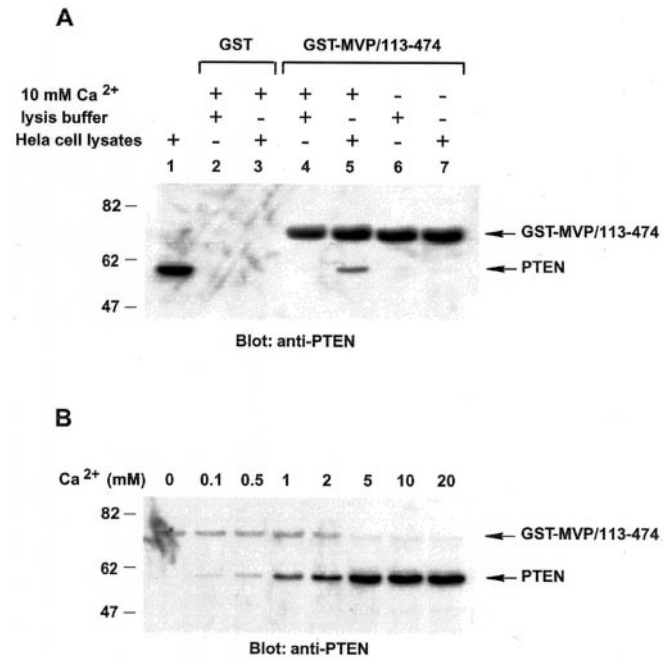 A
GST GST-MVP/113-474
10 mM Ca 2+ + + + + - -
lysis buffer + - + - + -
Hela cell lysates + - + - + - +
1 2 3 4 5 6 7
82 –
GST-MVP/113-474
62 –
PTEN
47 –
Blot: anti-PTEN
B
Ca 2+ (mM) 0 0.1 0.5 1 2 5 10 20
82 –
GST-MVP/113-474
62 –
PTEN
47 –
Blot: anti-PTEN